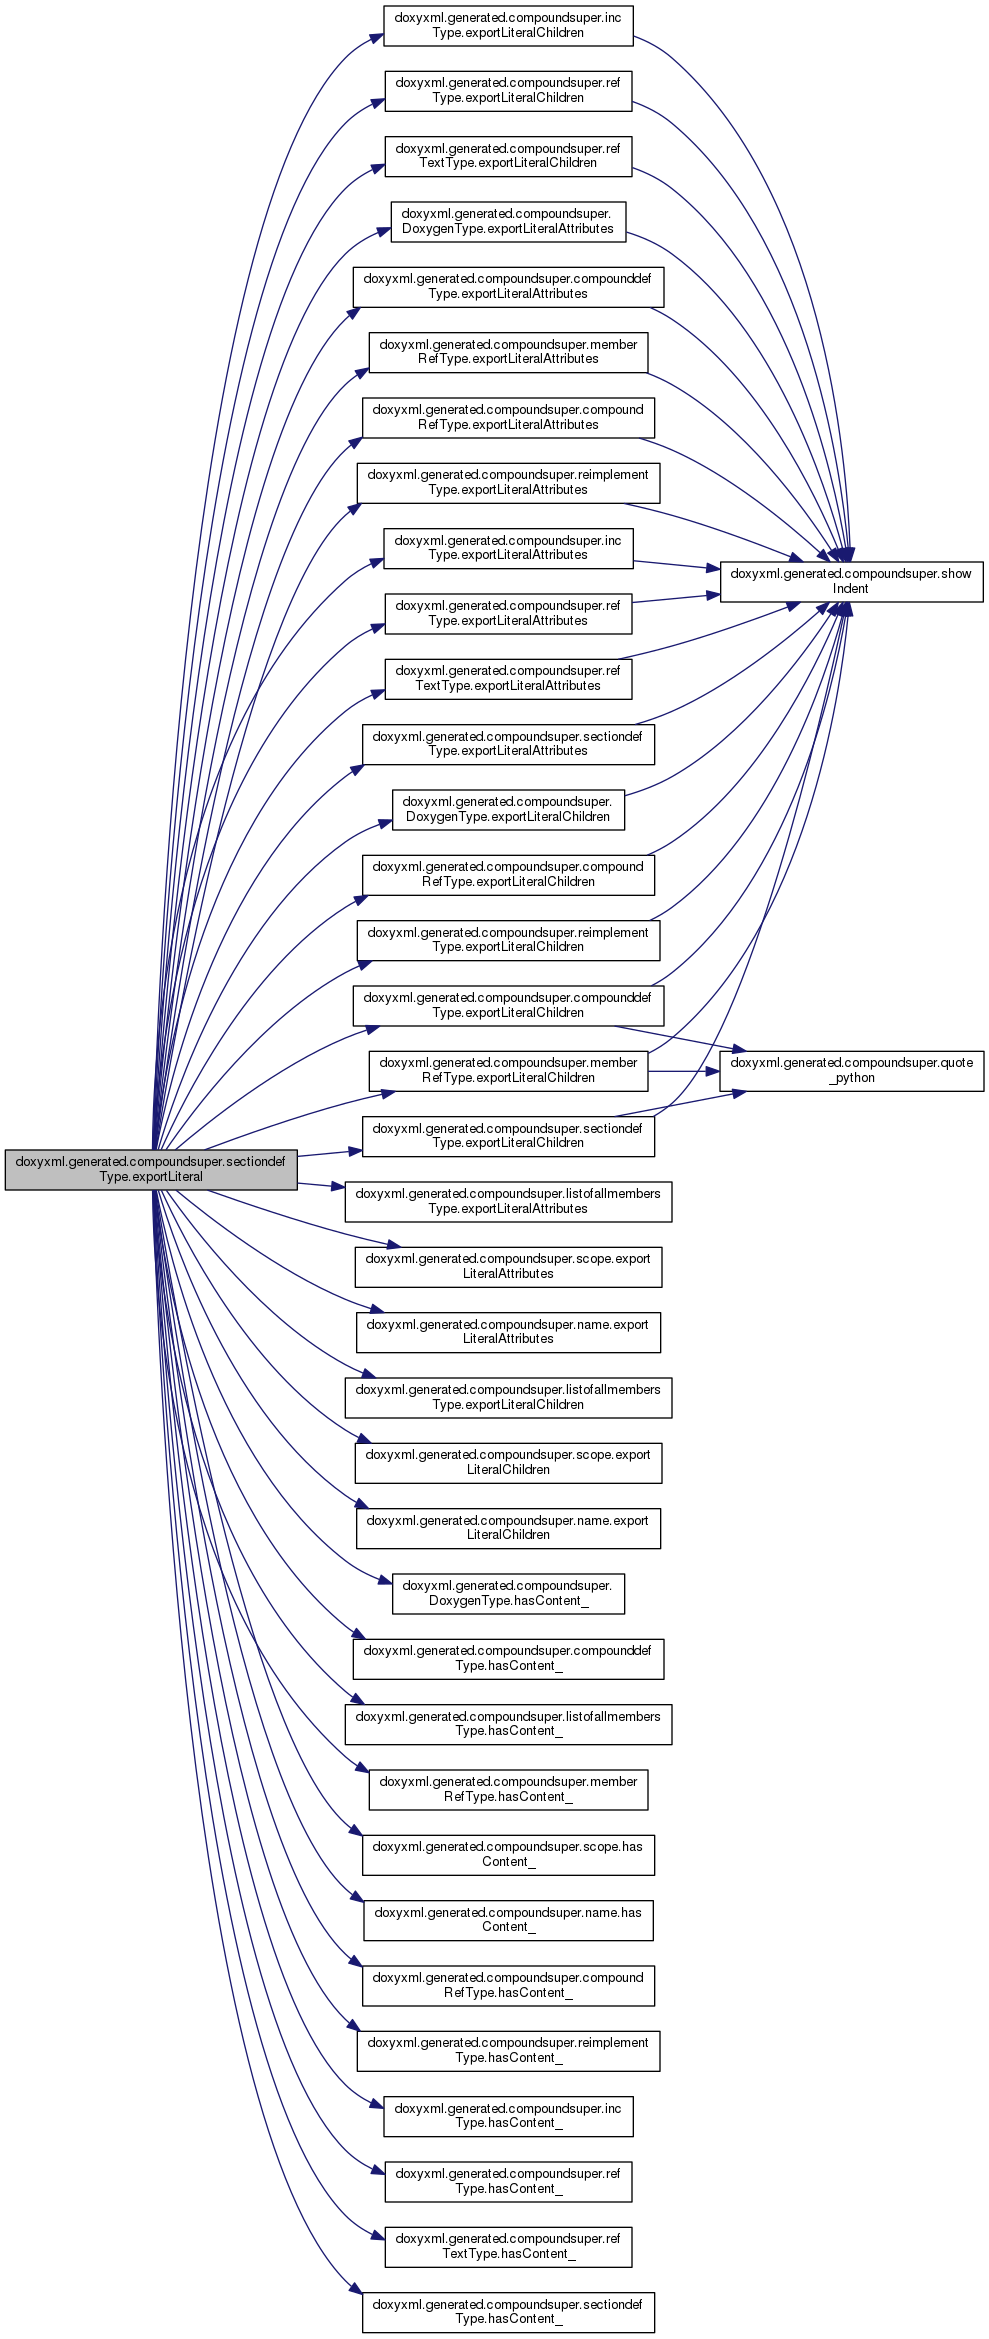 doxyxml.generated.compoundsuper.inc
Type.exportLiteralChildren
doxyxml.generated.compoundsuper.ref
Type.exportLiteralChildren
doxyxml.generated.compoundsuper.ref
TextType.exportLiteralChildren
doxyxml.generated.compoundsuper.
DoxygenType.exportLiteralAttributes
doxyxml.generated.compoundsuper.compounddef
Type.exportLiteralAttributes
doxyxml.generated.compoundsuper.member
RefType.exportLiteralAttributes
doxyxml.generated.compoundsuper.compound
RefType.exportLiteralAttributes
doxyxml.generated.compoundsuper.reimplement
Type.exportLiteralAttributes
doxyxml.generated.compoundsuper.inc
Type.exportLiteralAttributes
doxyxml.generated.compoundsuper.show
Indent
doxyxml.generated.compoundsuper.ref
Type.exportLiteralAttributes
doxyxml.generated.compoundsuper.ref
TextType.exportLiteralAttributes
doxyxml.generated.compoundsuper.sectiondef
Type.exportLiteralAttributes
doxyxml.generated.compoundsuper.
DoxygenType.exportLiteralChildren
doxyxml.generated.compoundsuper.compound
RefType.exportLiteralChildren
doxyxml.generated.compoundsuper.reimplement
Type.exportLiteralChildren
doxyxml.generated.compoundsuper.compounddef
Type.exportLiteralChildren
doxyxml.generated.compoundsuper.member
RefType.exportLiteralChildren
doxyxml.generated.compoundsuper.quote
_python
doxyxml.generated.compoundsuper.sectiondef
Type.exportLiteralChildren
doxyxml.generated.compoundsuper.sectiondef
Type.exportLiteral
doxyxml.generated.compoundsuper.listofallmembers
Type.exportLiteralAttributes
doxyxml.generated.compoundsuper.scope.export
LiteralAttributes
doxyxml.generated.compoundsuper.name.export
LiteralAttributes
doxyxml.generated.compoundsuper.listofallmembers
Type.exportLiteralChildren
doxyxml.generated.compoundsuper.scope.export
LiteralChildren
doxyxml.generated.compoundsuper.name.export
LiteralChildren
doxyxml.generated.compoundsuper.
DoxygenType.hasContent_
doxyxml.generated.compoundsuper.compounddef
Type.hasContent_
doxyxml.generated.compoundsuper.listofallmembers
Type.hasContent_
doxyxml.generated.compoundsuper.member
RefType.hasContent_
doxyxml.generated.compoundsuper.scope.has
Content_
doxyxml.generated.compoundsuper.name.has
Content_
doxyxml.generated.compoundsuper.compound
RefType.hasContent_
doxyxml.generated.compoundsuper.reimplement
Type.hasContent_
doxyxml.generated.compoundsuper.inc
Type.hasContent_
doxyxml.generated.compoundsuper.ref
Type.hasContent_
doxyxml.generated.compoundsuper.ref
TextType.hasContent_
doxyxml.generated.compoundsuper.sectiondef
Type.hasContent_